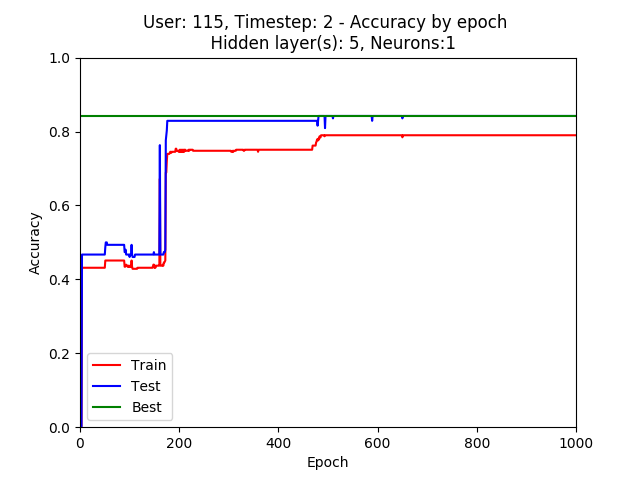 User: 115, Timestep: 2 - Accuracy by epoch
Hidden layer(s): 5, Neurons:1
1.0
0.8
0.6
0.4
0.2
0.0
Accuracy
Train
Test
Best
0 200 400 600 800 1000
Epoch